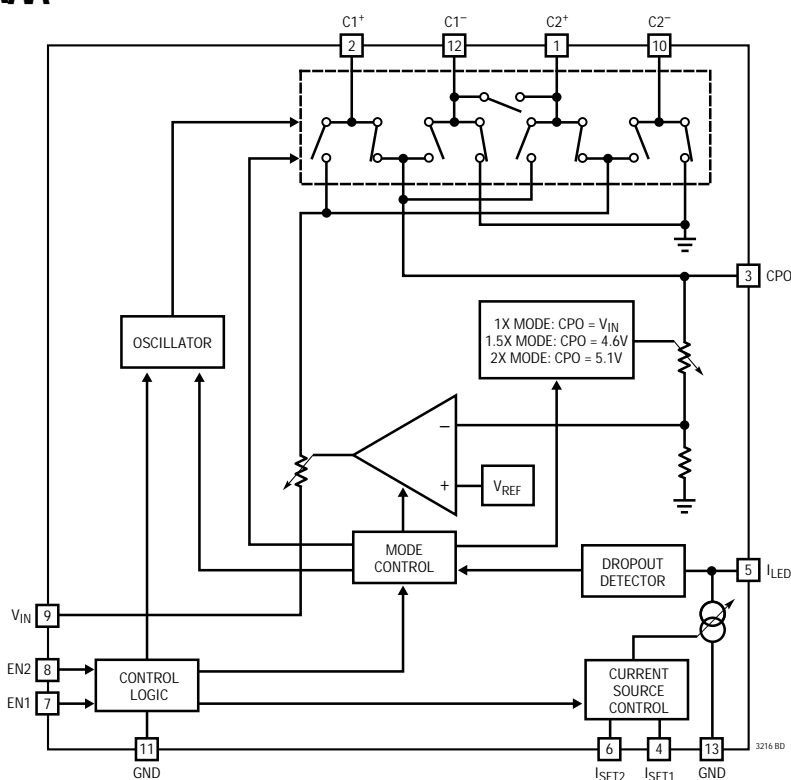 C1+ C1– C2+ C2–
2 12 1 10
3 CPO
OSCILLATOR
1X MODE: CPO = VIN
1.5X MODE: CPO = 4.6V
2X MODE: CPO = 5.1V
–
+
VREF
MODE
CONTROL
DROPOUT
DETECTOR
5 ILED
VIN 9
EN2 8
EN1 7
CONTROL
LOGIC
CURRENT
SOURCE
CONTROL
11 6 4 13
3216 BD
GND ISET2 ISET1 GND